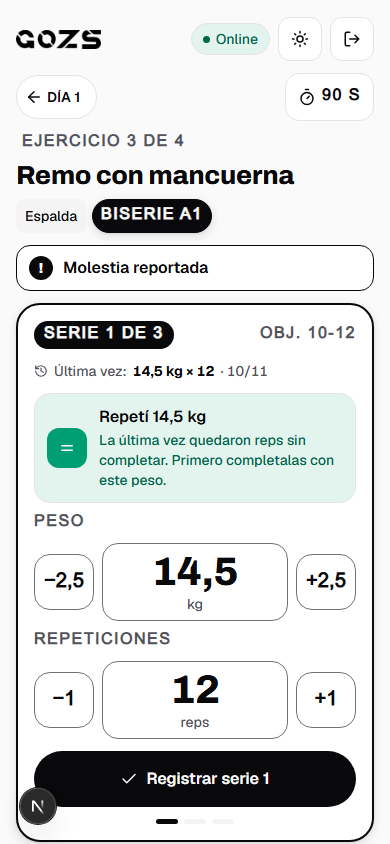 GOZS
Online
DÍA 1
90 S
EJERCICIO 3 DE 4
Remo con mancuerna
Espalda
BISERIE A1
! Molestia reportada
SERIE 1 DE 3
OBJ. 10-12
Última vez: 14,5 kg × 12 · 10/11
Repetí 14,5 kg
=
La última vez quedaron reps sin
completar. Primero completalas con
este peso.
PESO
−2,5
14,5
kg
+2,5
REPETICIONES
−1
12
reps
+1
Registrar serie 1
N